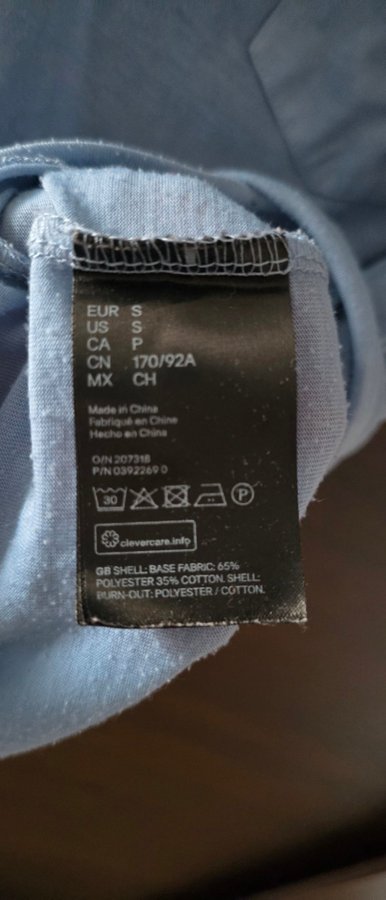 EUR S
US S
CA P
CN 170/92A
MX CH
Made in China
Fabriqué en Chine
Hecho en China
O/N 207318
P/N 0392269 0
30 P
clevercare.info
GB SHELL: BASE FABRIC: 65%
POLYESTER 35% COTTON. SHELL:
BURN-OUT: POLYESTER / COTTON.